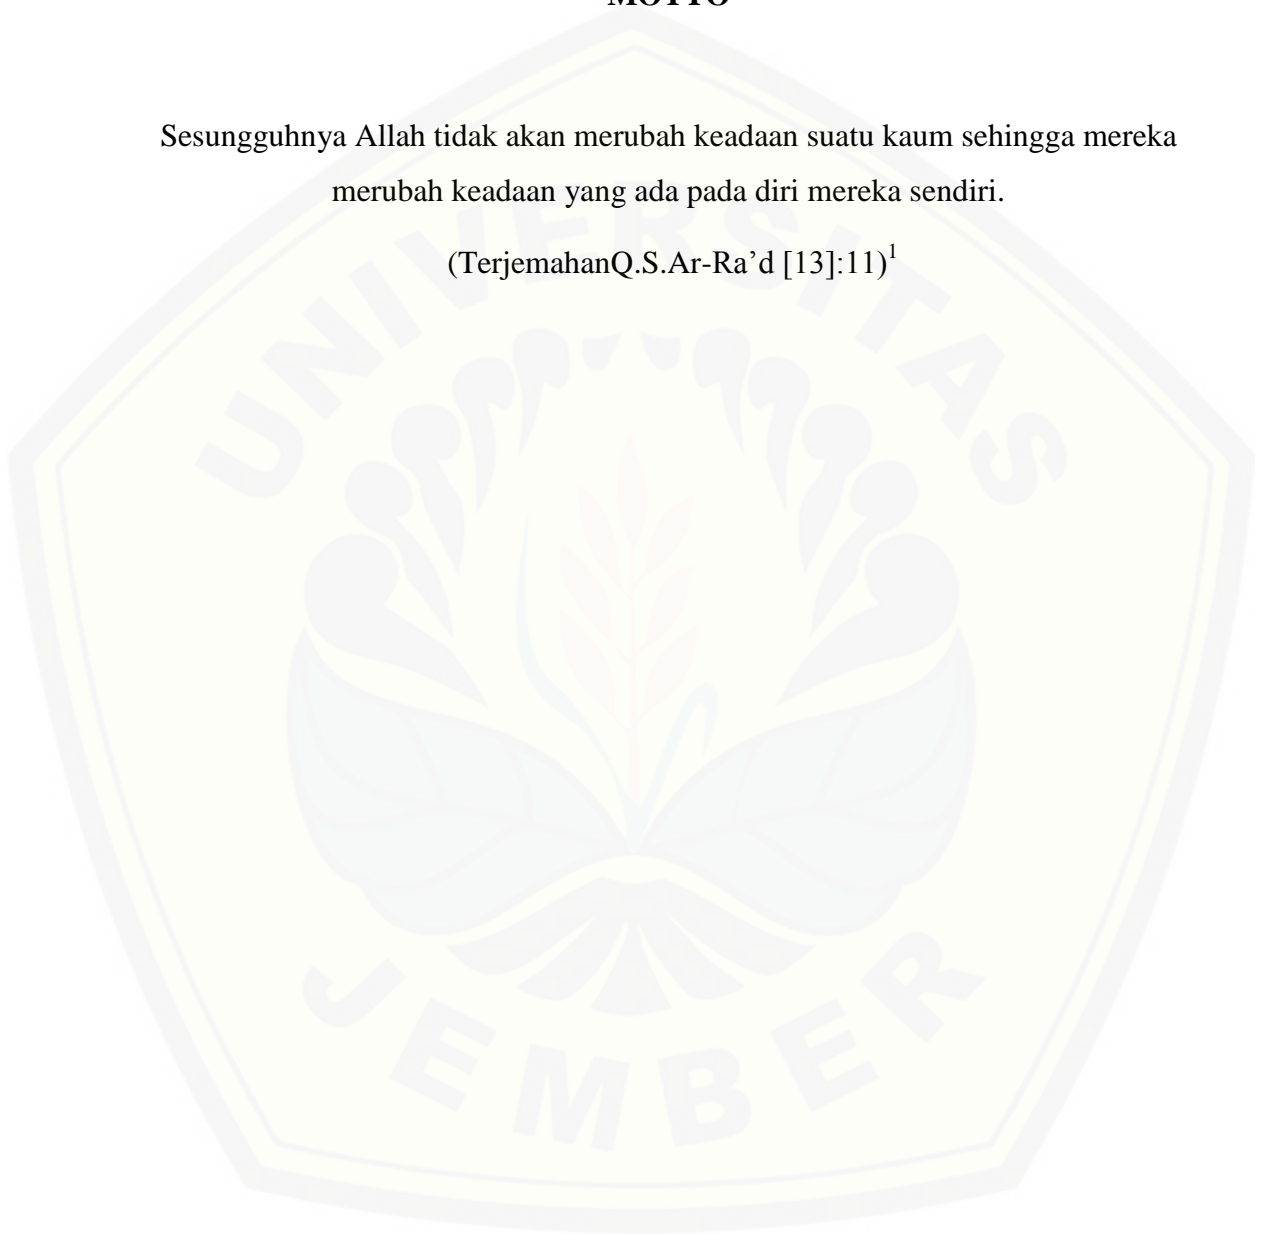 MOTTO
Sesungguhnya Allah tidak akan merubah keadaan suatu kaum sehingga mereka
merubah keadaan yang ada pada diri mereka sendiri.
(TerjemahanQ.S.Ar-Ra’d [13]:11)1
UNIVERSITAS
JEMBER